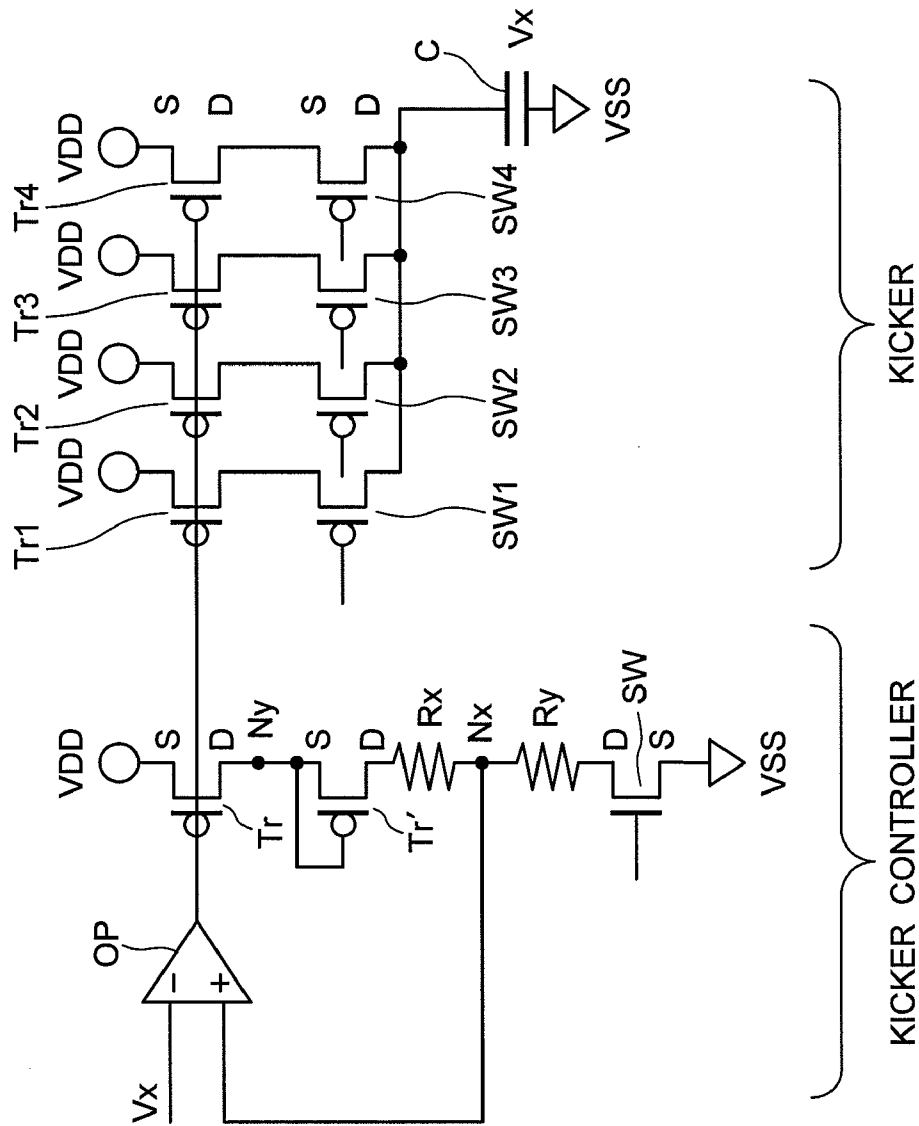 VDD
VDD
VDD
VDD
VDD
Tr1
Tr2
Tr3
Tr4
S
D
S
D
S
D
Ny
OP
−
+
Vx
Tr
S
D
Tr'
Rx
Nx
Ry
D
S
SW
VSS
SW1
SW2
SW3
SW4
C
Vx
VSS
KICKER CONTROLLER
KICKER